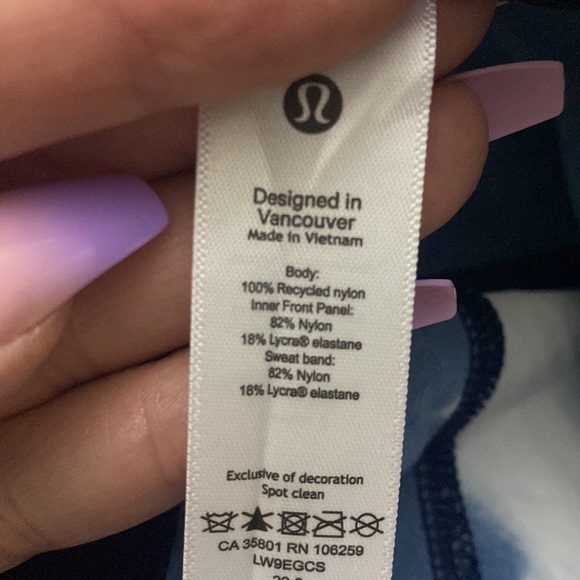 Designed in
Vancouver
Made in Vietnam
Body:
100% Recycled nylon
Inner Front Panel:
82% Nylon
18% Lycra® elastane
Sweat band:
82% Nylon
18% Lycra® elastane
Exclusive of decoration
Spot clean
CA 35801 RN 106259
LW9EGCS